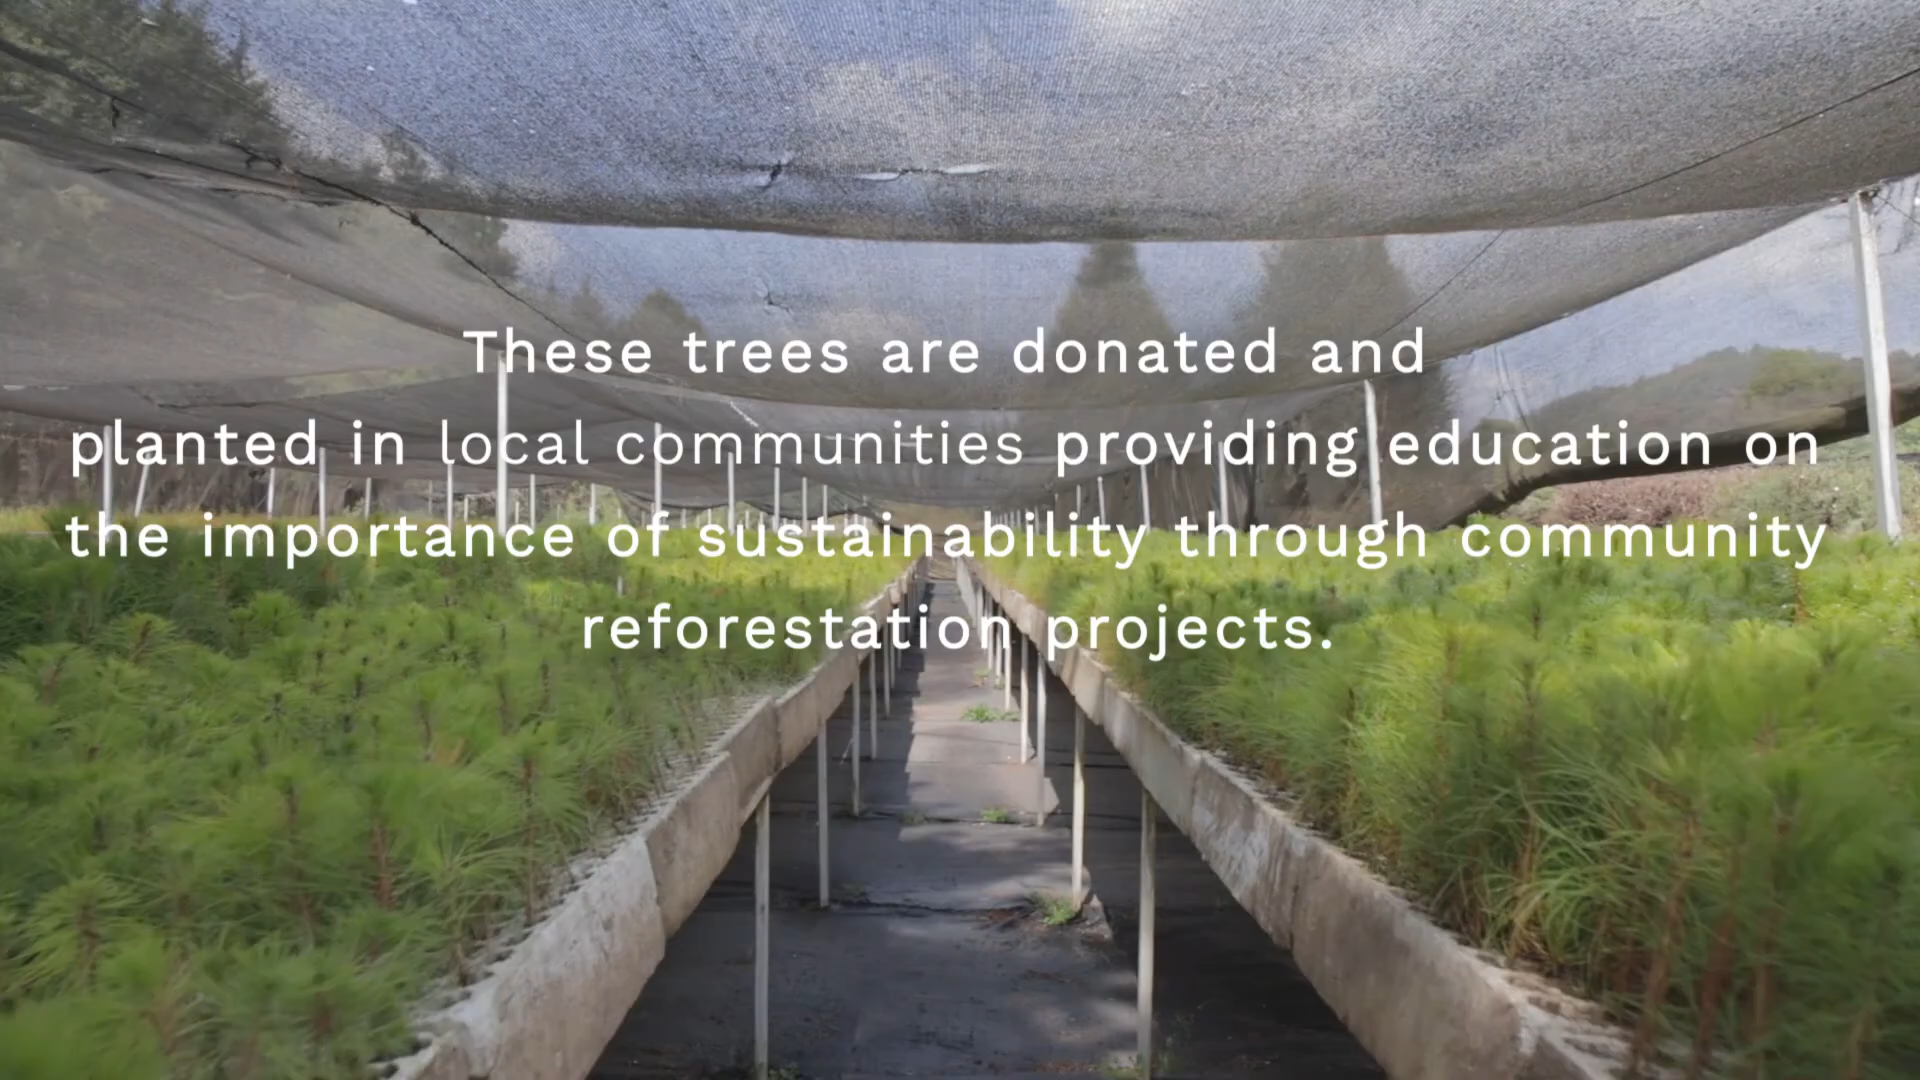 These trees are donated and
planted in local communities providing education on
the importance of sustainability through community
reforestation projects.